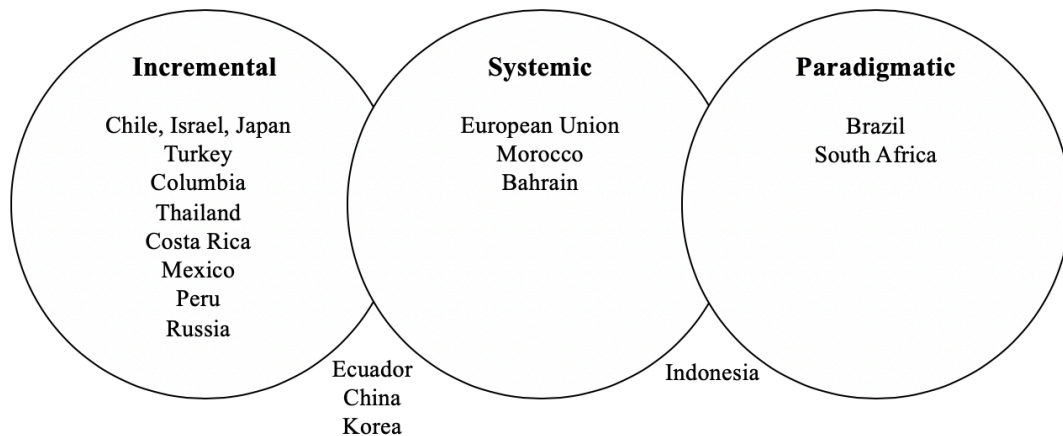 Incremental
Chile, Israel, Japan
Turkey
Columbia
Thailand
Costa Rica
Mexico
Peru
Russia
Ecuador
China
Korea
Systemic
European Union
Morocco
Bahrain
Indonesia
Paradigmatic
Brazil
South Africa